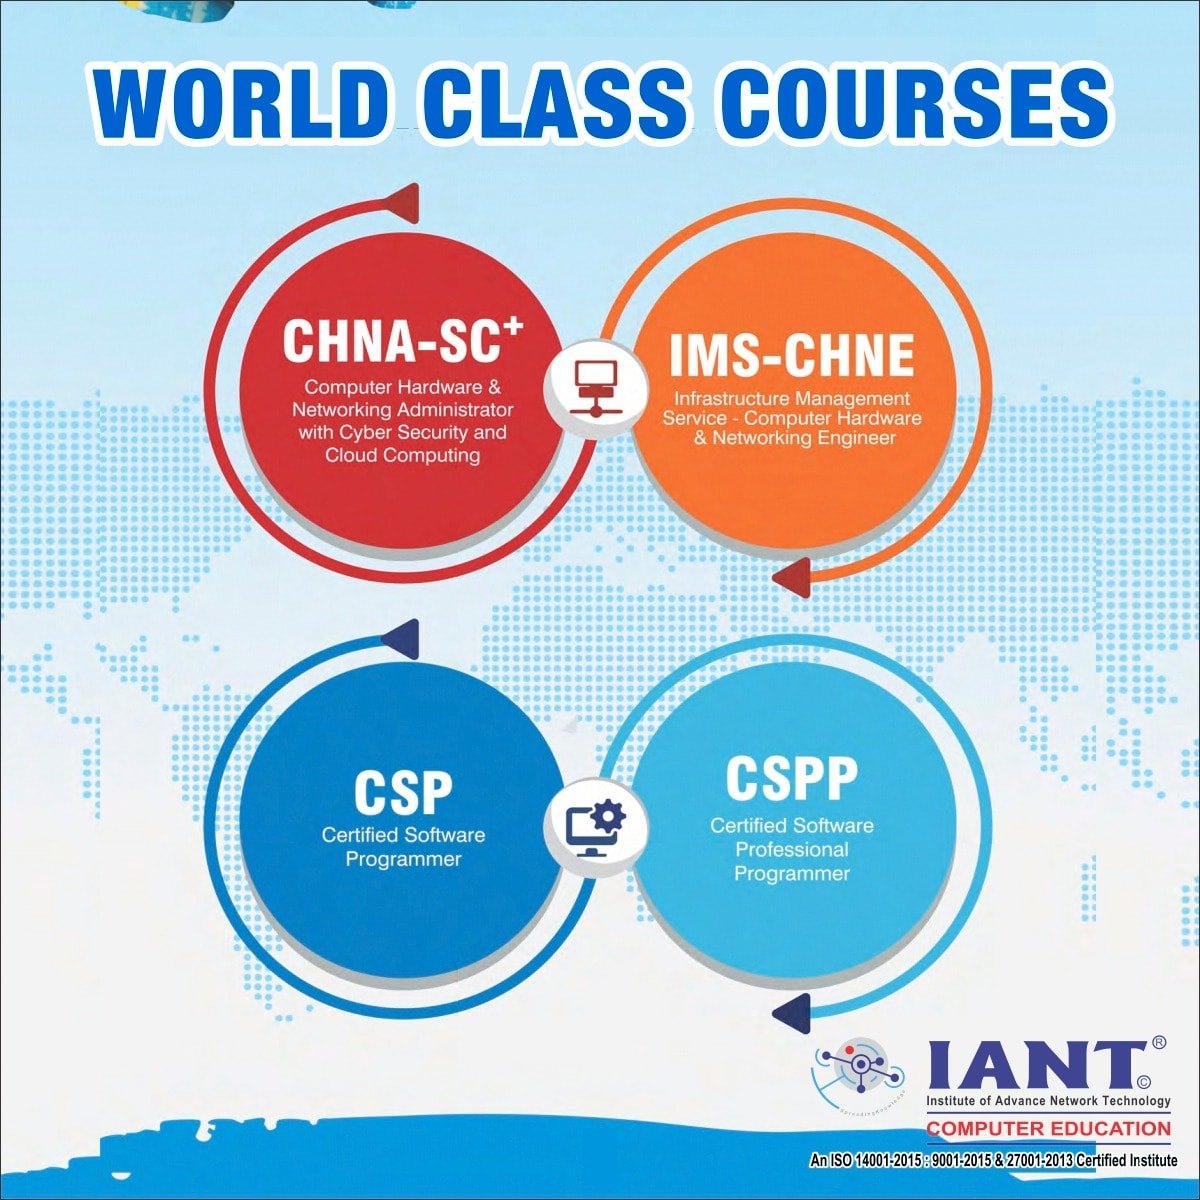 WORLD CLASS COURSES
CHNA-SC+
Computer Hardware &
Networking Administrator
with Cyber Security and
Cloud Computing
IMS-CHNE
Infrastructure Management
Service - Computer Hardware
& Networking Engineer
CSP
Certified Software
Programmer
CSPP
Certified Software
Professional
Programmer
SpreadingKnowledge
IANT®©
Institute of Advance Network Technology
COMPUTER EDUCATION
An ISO 14001-2015 : 9001-2015 & 27001-2013 Certified Institute